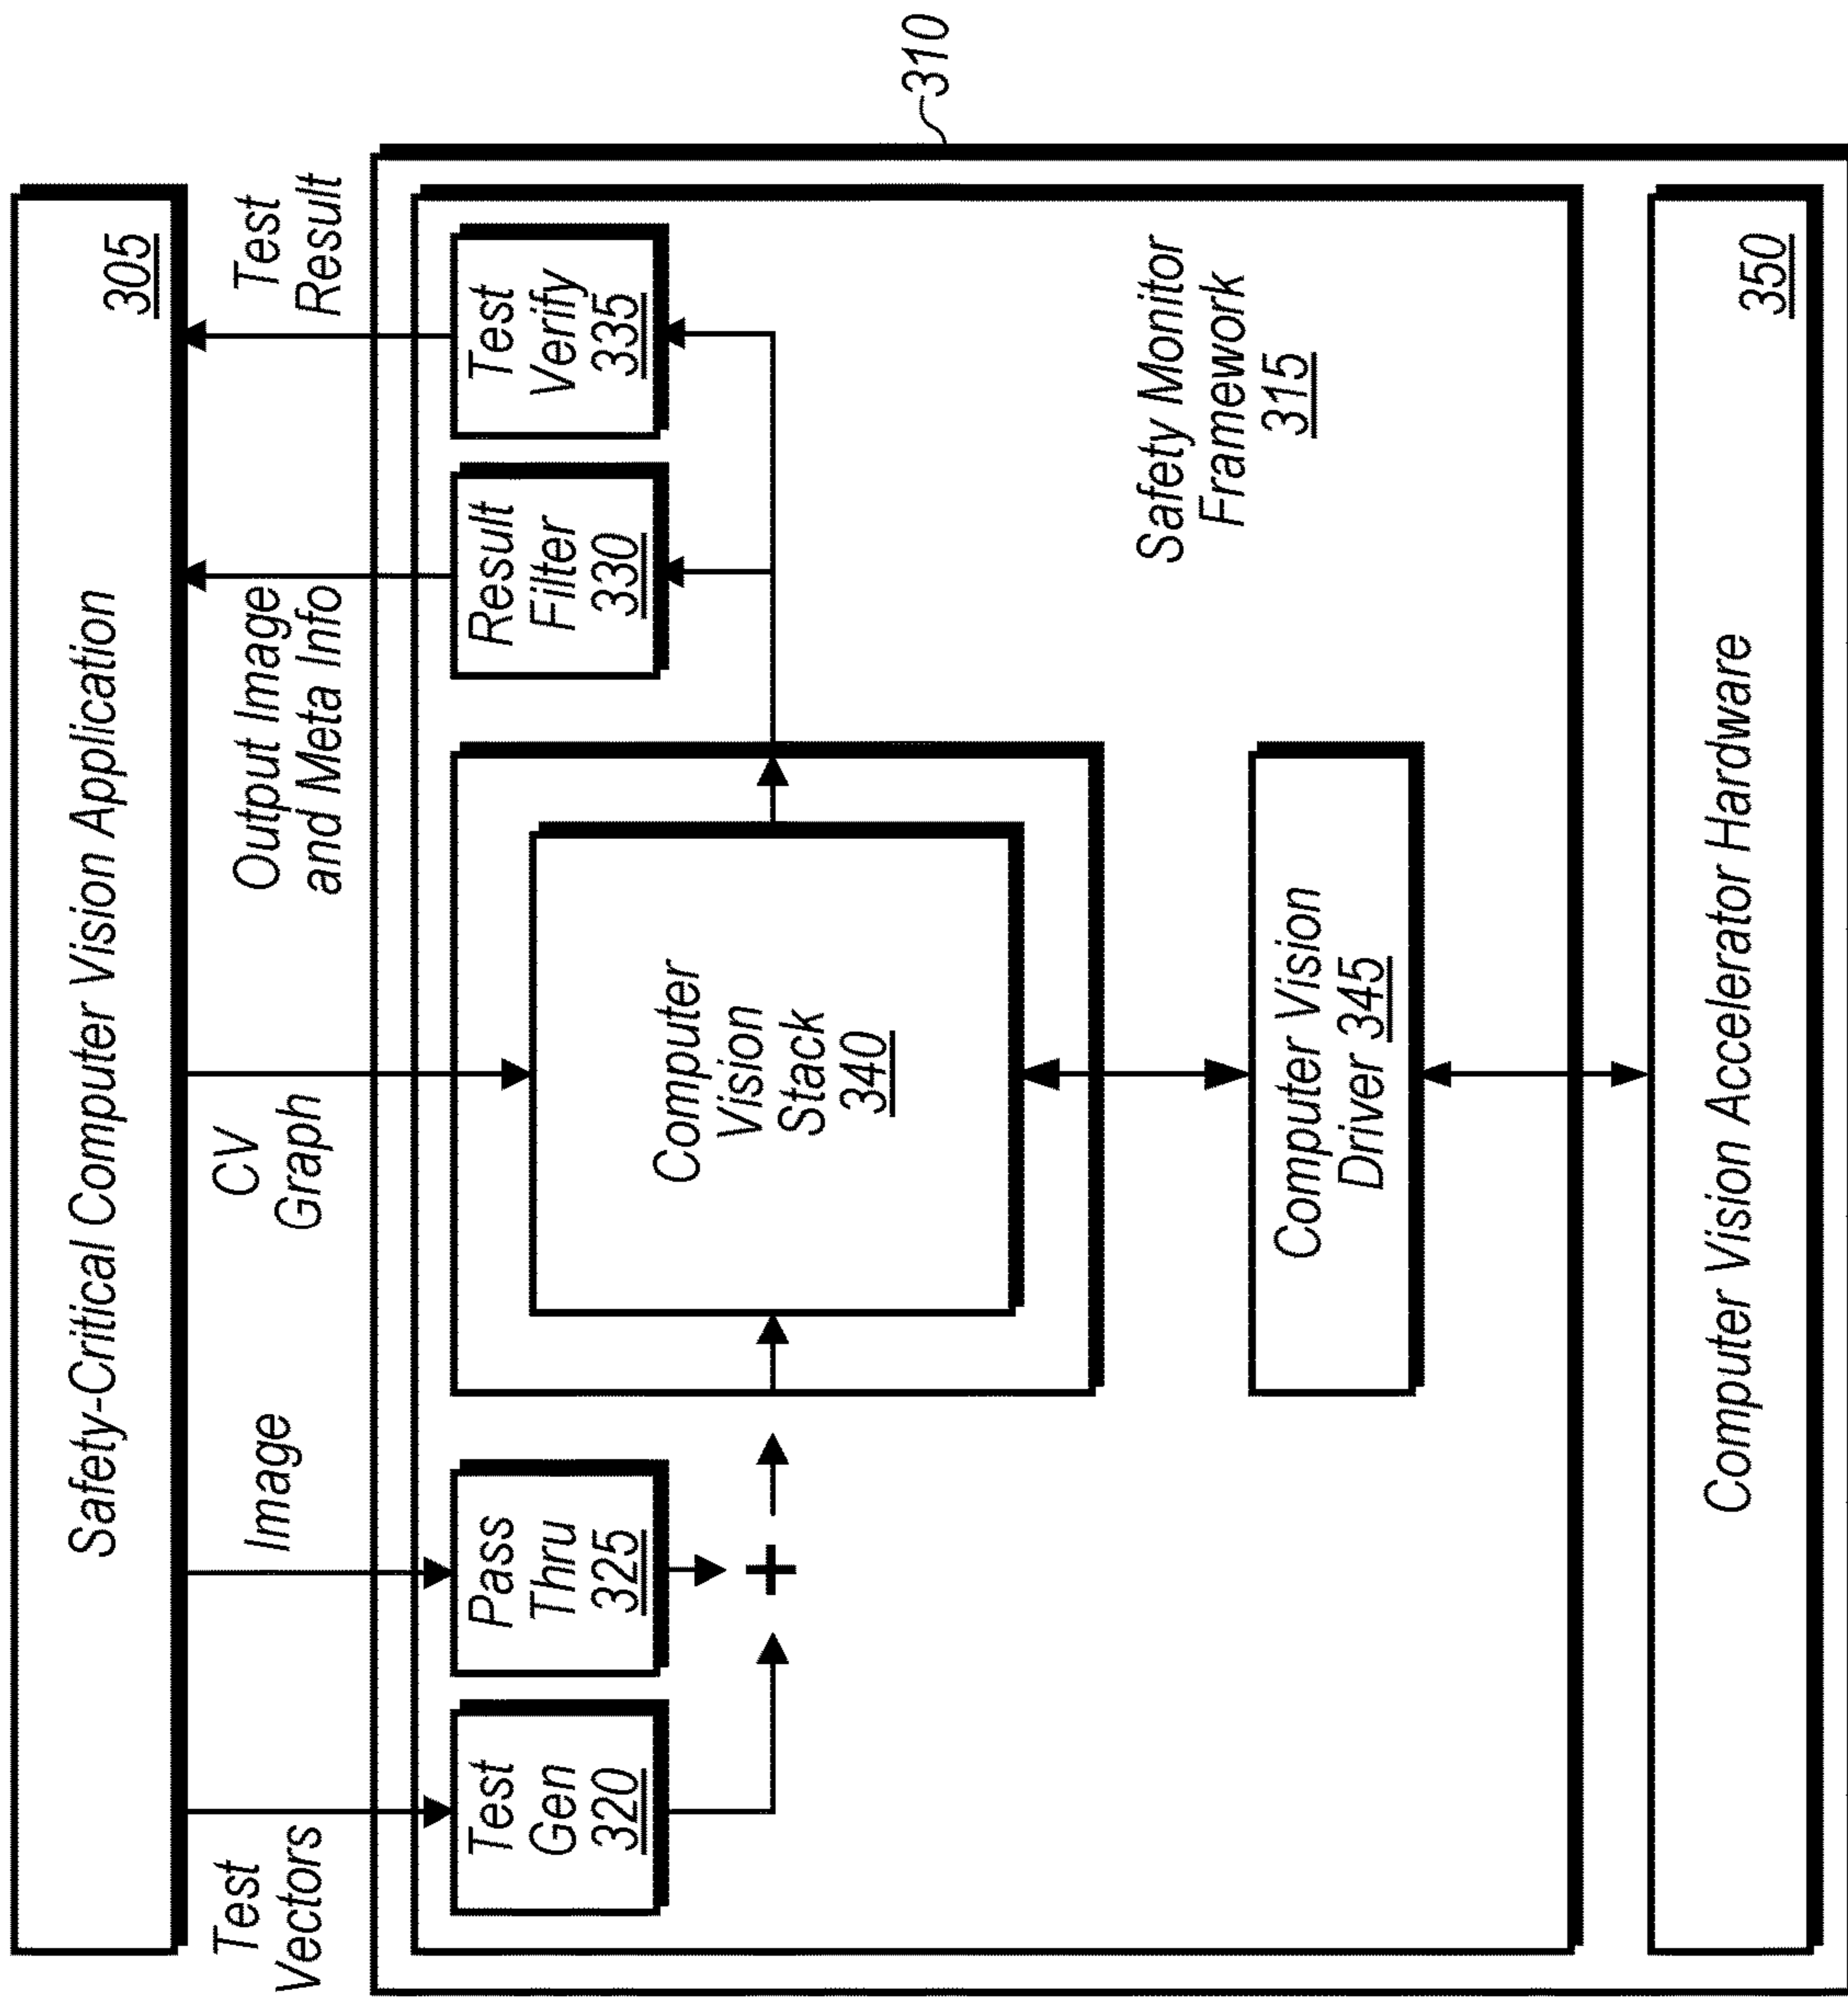 Safety-Critical Computer Vision Application
305
Test
Vectors
Image
CV
Graph
Output Image
and Meta Info
Test
Result
310
Test
Gen
320
Pass
Thru
325
+
Computer
Vision
Stack
340
Result
Filter
330
Test
Verify
335
Computer Vision
Driver 345
Safety Monitor
Framework
315
Computer Vision Accelerator Hardware
350